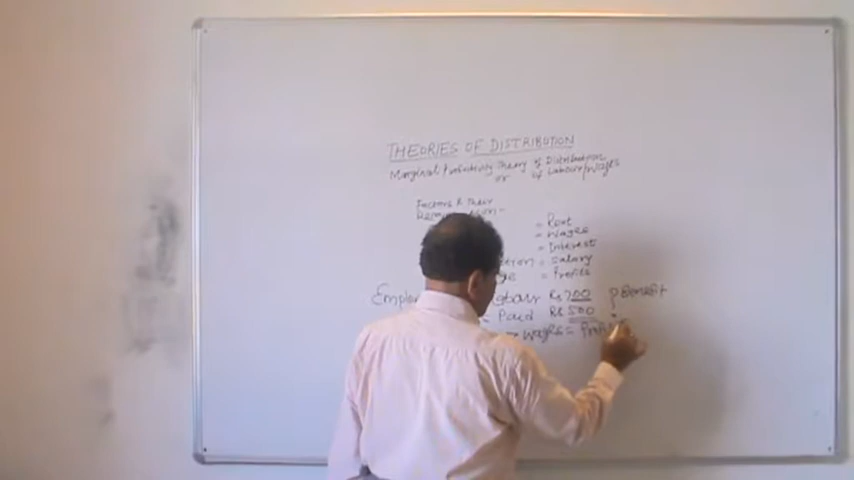 THEORIES OF DISTRIBUTION
Marginal Productivity Theory of Distribution
or of Labour/Wages
Factors & their
= Rent
= Wages
= Interest
= Salary
= Profits
Rs 700 Benefit
= Paid Rs 500
Wages =